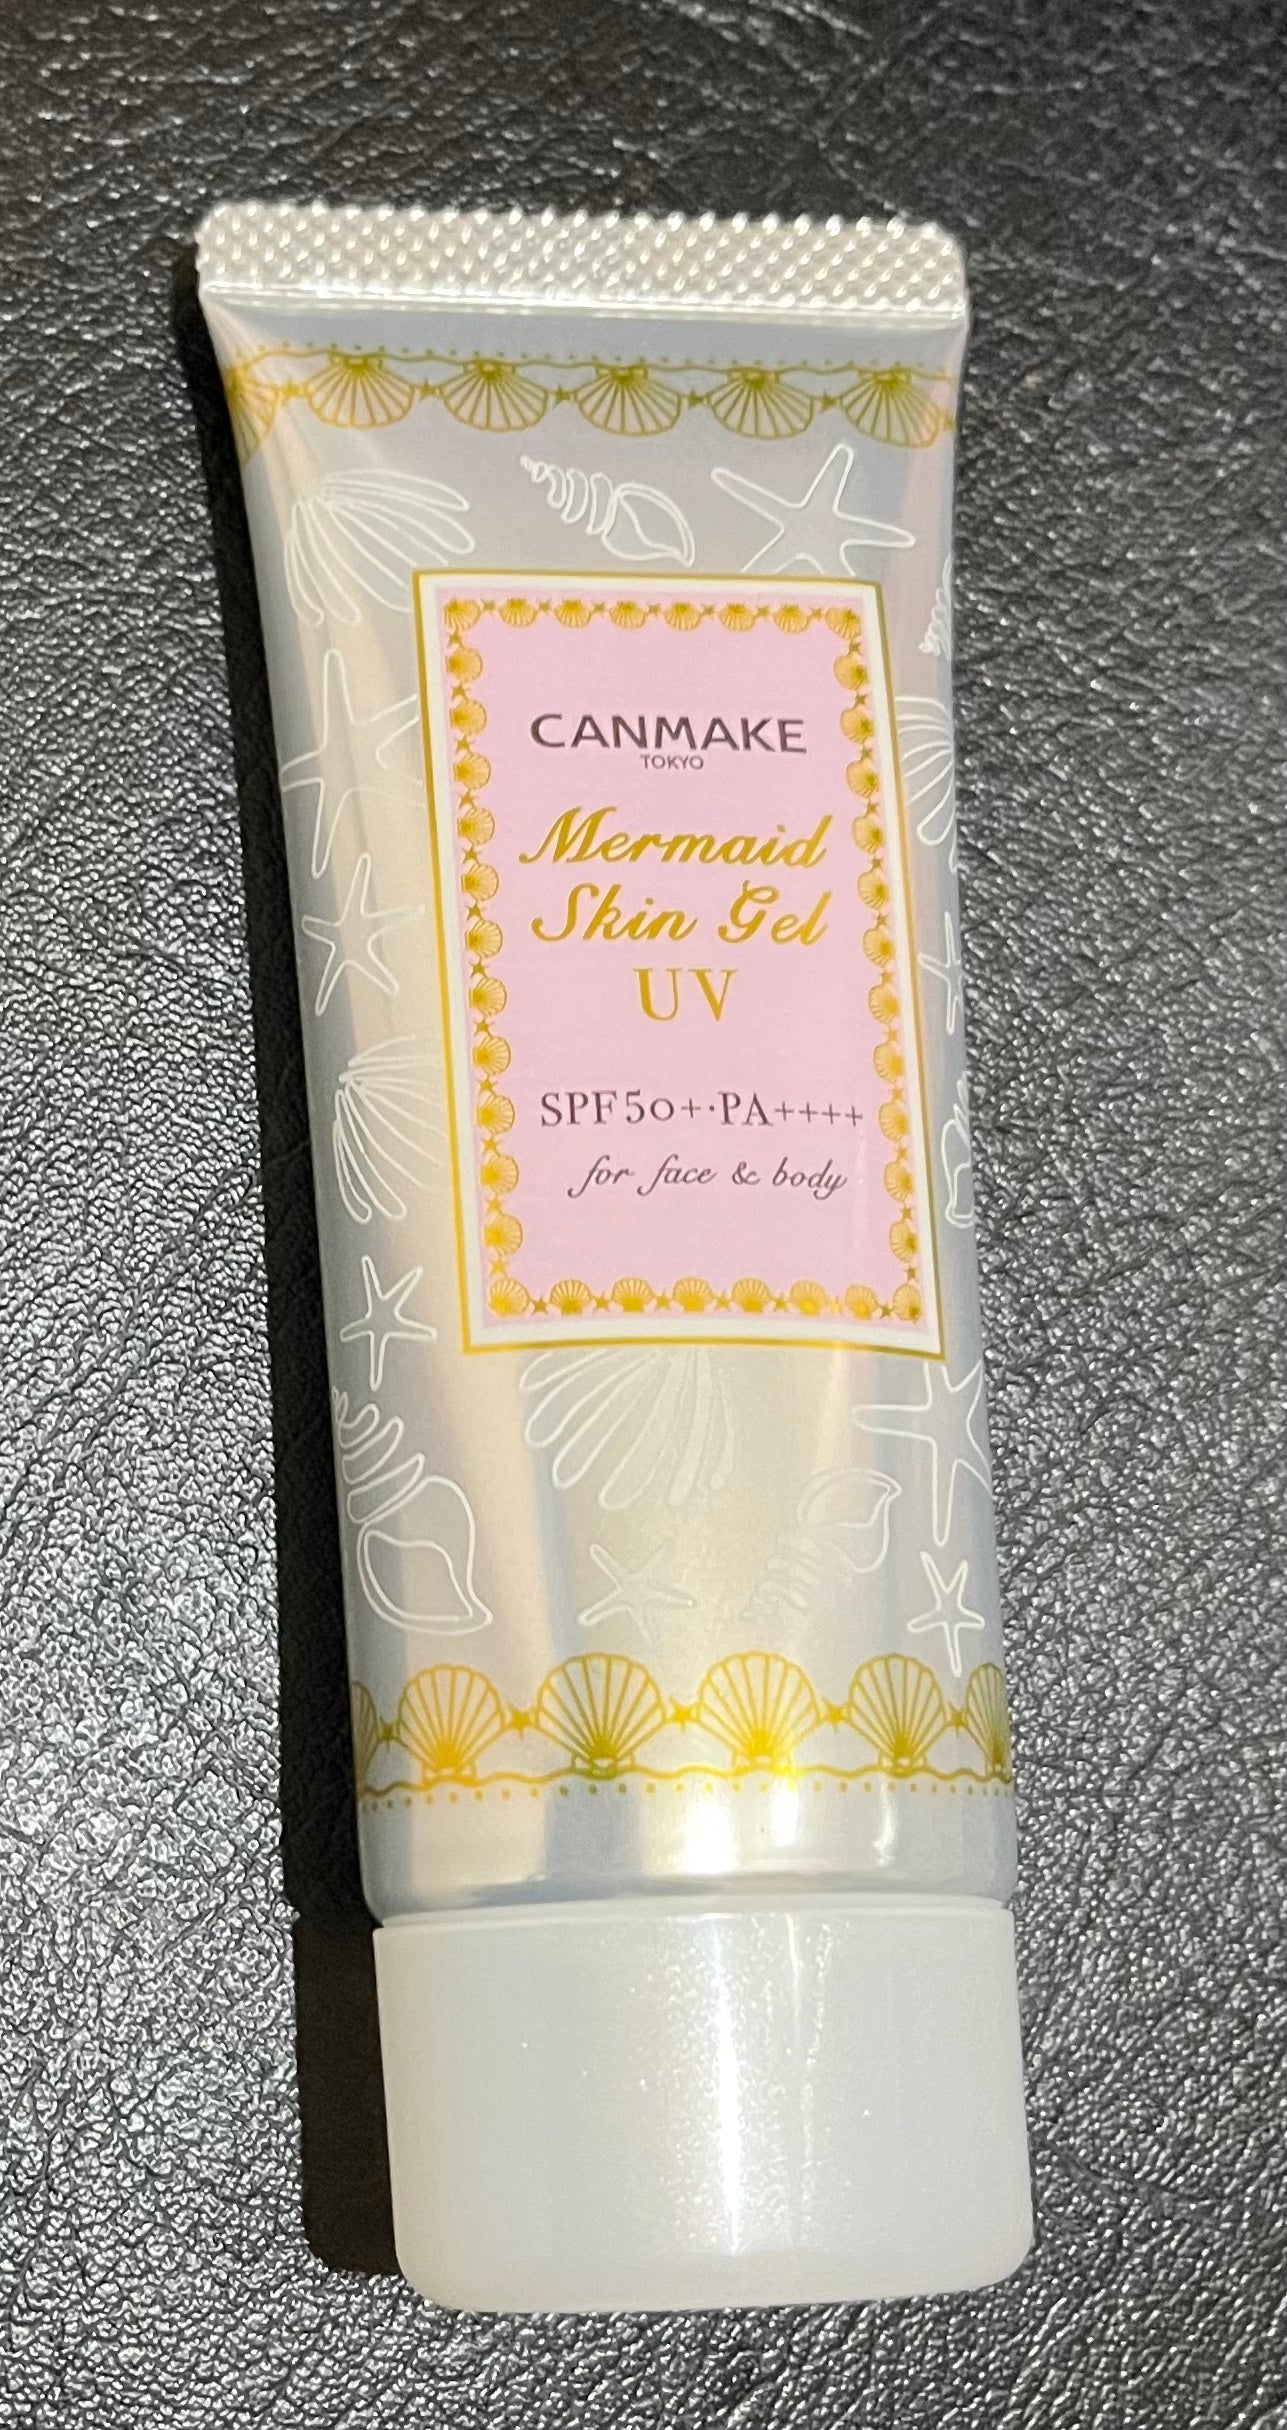 CANMAKE
TOKYO
Mermaid
Skin Gel
UV
SPF50+·PA++++
for face & body